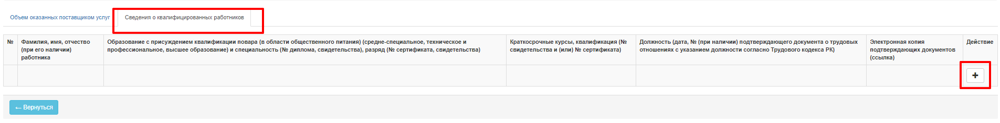 Объем оказанных поставщиком услуг
Сведения о квалифицированных работников
№
Фамилия, имя, отчество
(при его наличии)
работника
Образование с присуждением квалификации повара (в области общественного питания) (средне-специальное, техническое и
профессиональное, высшее образование) и специальность (№ диплома, свидетельства), разряд (№ сертификата, свидетельства)
Краткосрочные курсы, квалификация (№
свидетельства и (или) № сертификата)
Должность (дата, № (при наличии) подтверждающего документа о трудовых
отношениях с указанием должности согласно Трудового кодекса РК)
Электронная копия
подтверждающих документов
(ссылка)
Действие
← Вернуться